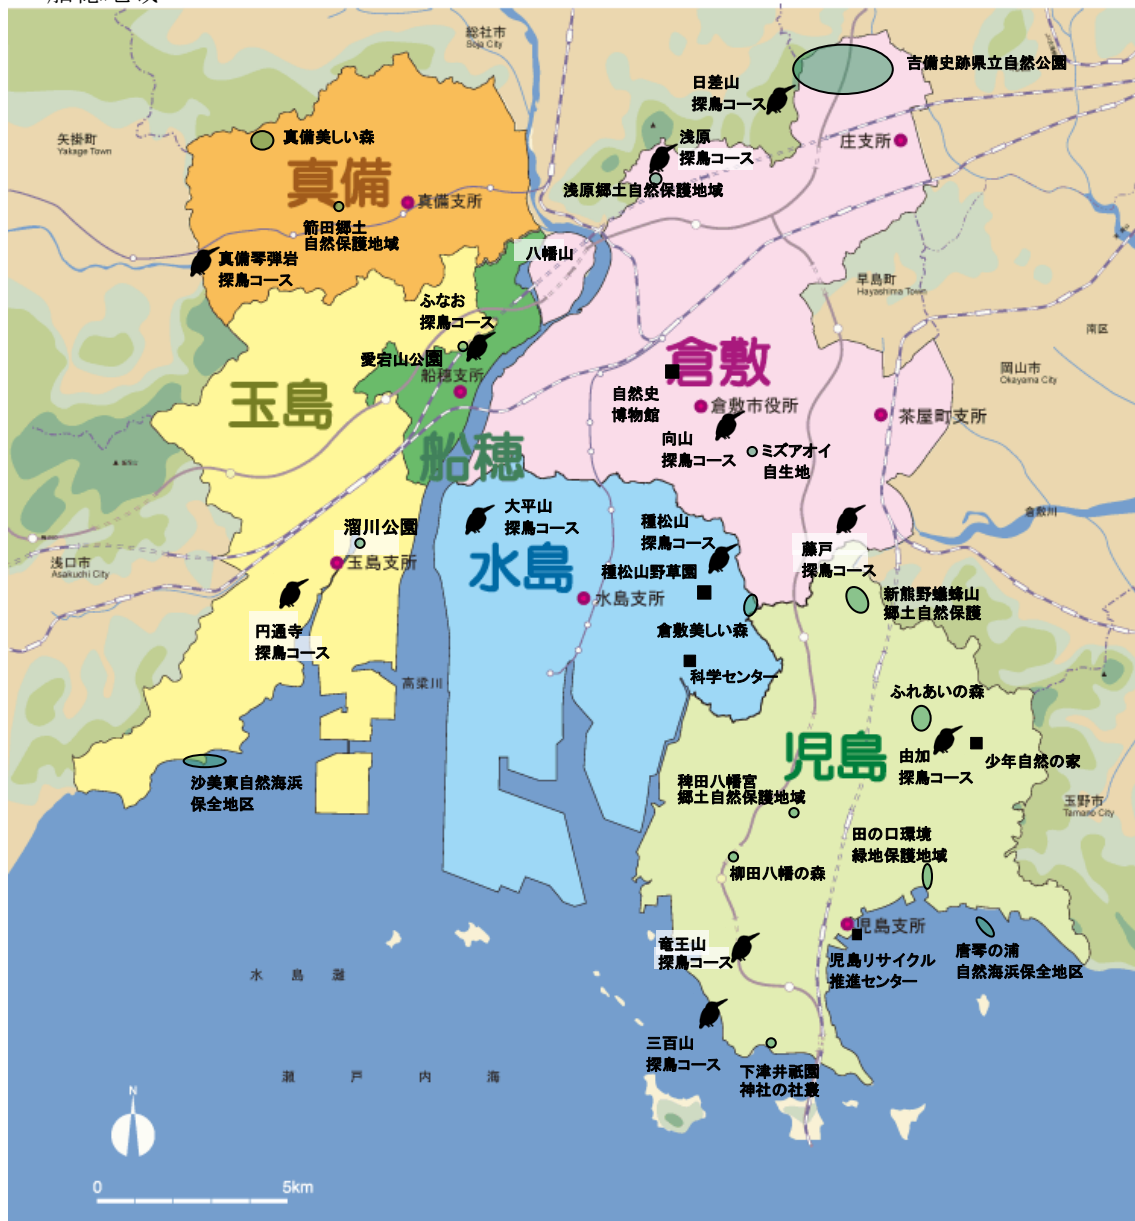 船穂地域
総社市
Soja City
吉備史跡県立自然公園
日差山
探鳥コース
矢掛町
Yakage Town
真備美しい森
浅原
探鳥コース
庄支所
真備
浅原郷土自然保護地域
真備支所
箭田郷土
自然保護地域
八幡山
真備琴弾岩
探鳥コース
早島町
Hayashima Town
ふなお
探鳥コース
南区
愛宕山公園
倉敷
岡山市
Okayama City
船穂支所
玉島
自然史
博物館
倉敷市役所
茶屋町支所
向山
探鳥コース
ミズアオイ
自生地
船穂
大平山
探鳥コース
種松山
探鳥コース
倉敷川
溜川公園
藤戸
探鳥コース
浅口市
Asakuchi City
玉島支所
水島
種松山野草園
新熊野蟻峰山
郷土自然保護
水島支所
円通寺
探鳥コース
倉敷美しい森
科学センター
高梁川
ふれあいの森
児島
由加
探鳥コース
少年自然の家
沙美東自然海浜
保全地区
稗田八幡宮
郷土自然保護地域
玉野市
Tamano City
田の口環境
緑地保護地域
柳田八幡の森
児島支所
竜王山
探鳥コース
児島リサイクル
推進センター
唐琴の浦
自然海浜保全地区
水島灘
三百山
探鳥コース
下津井祇園
神社の社叢
瀬戸内海
N
0 5km